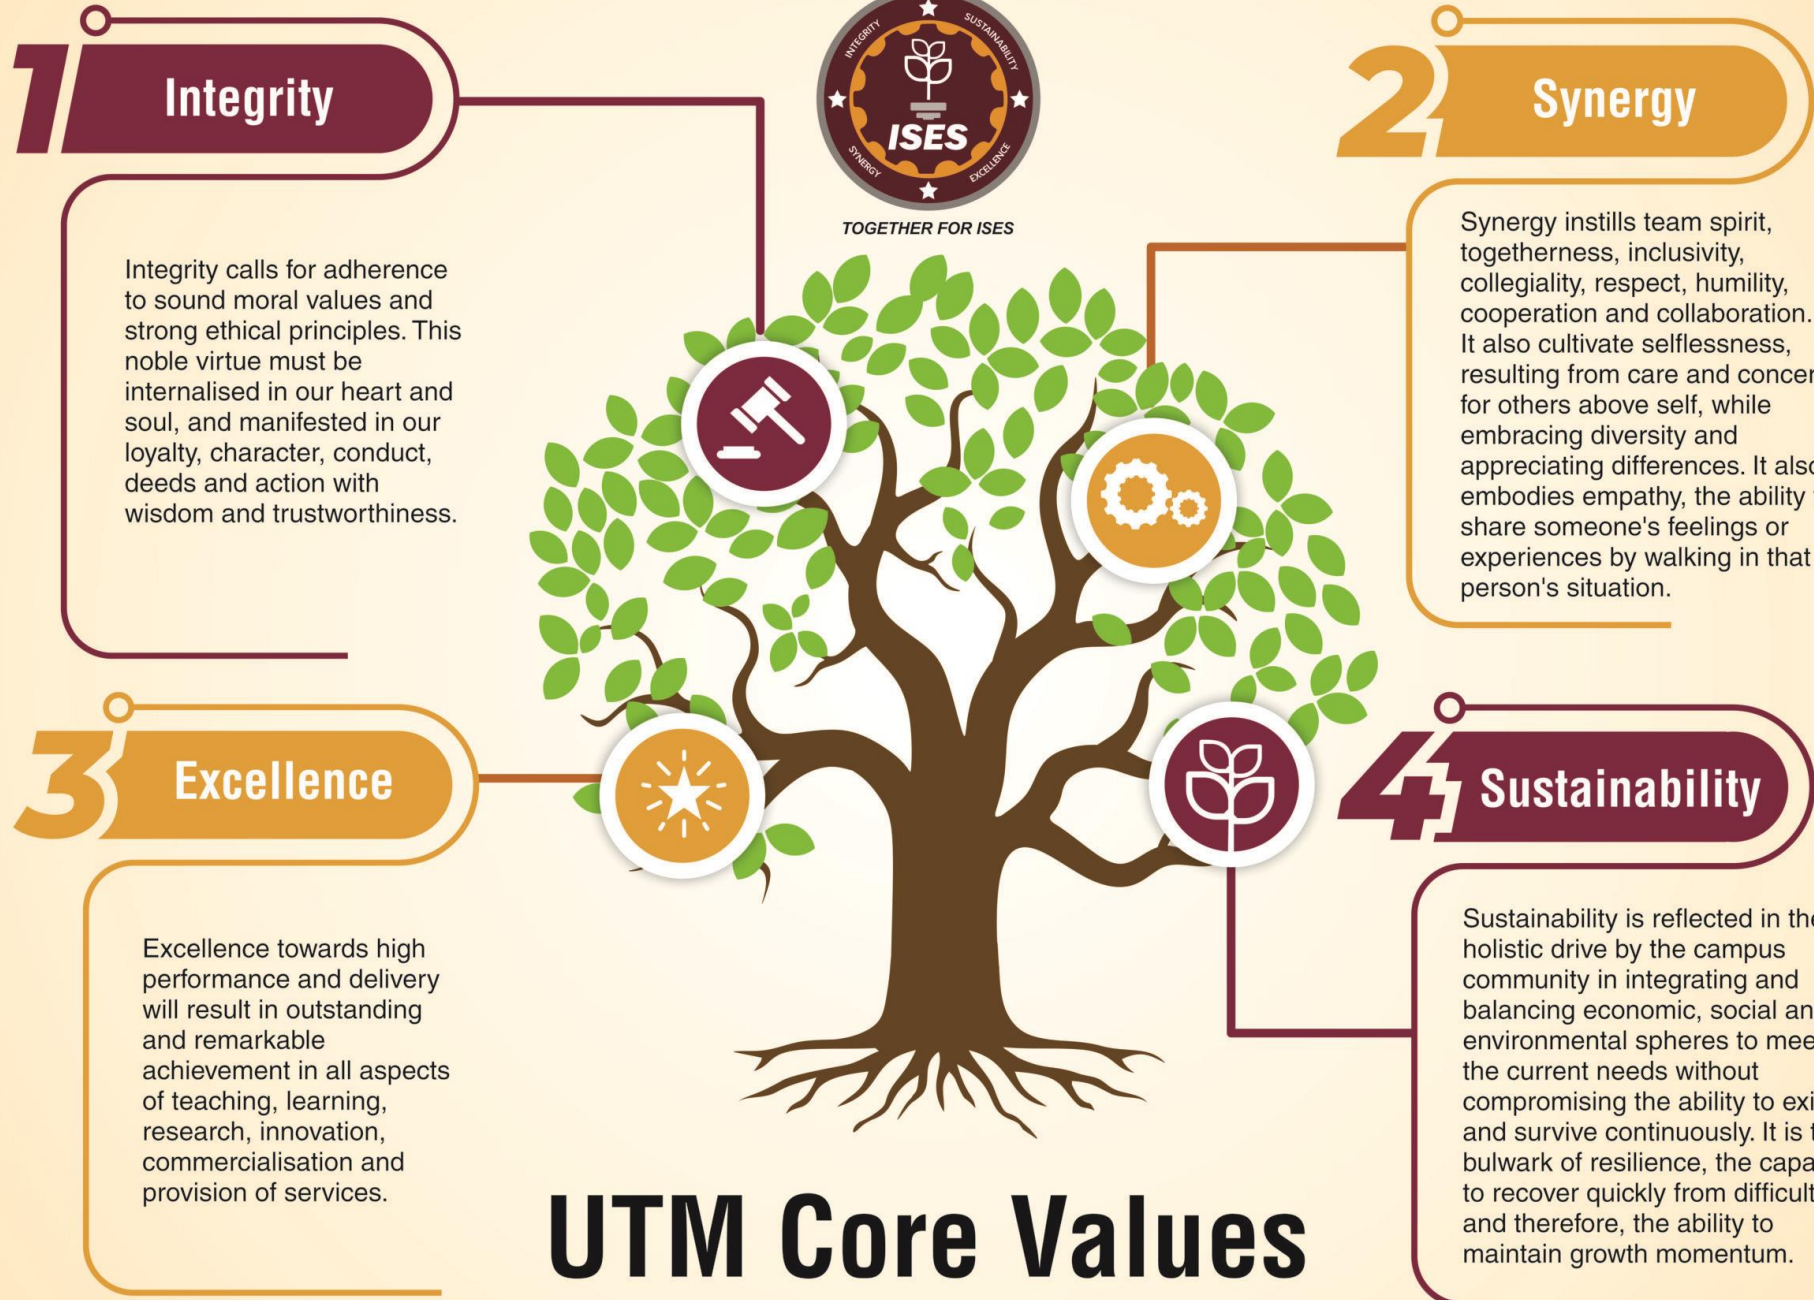 1
Integrity
Integrity calls for adherence
to sound moral values and
strong ethical principles. This
noble virtue must be
internalised in our heart and
soul, and manifested in our
loyalty, character, conduct,
deeds and action with
wisdom and trustworthiness.
INTEGRITY
SUSTAINABILITY
ISES
SYNERGY
EXCELLENCE
TOGETHER FOR ISES
2
Synergy
Synergy instills team spirit,
togetherness, inclusivity,
collegiality, respect, humility,
cooperation and collaboration.
It also cultivate selflessness,
resulting from care and
for others above self, while
embracing diversity and
appreciating differences. It
embodies empathy, the ability
share someone's feelings or
experiences by walking in that
person's situation.
3
Excellence
Excellence towards high
performance and delivery
will result in outstanding
and remarkable
achievement in all aspects
of teaching, learning,
research, innovation,
commercialisation and
provision of services.
4
Sustainability
Sustainability is reflected in
holistic drive by the campus
community in integrating and
balancing economic, social
environmental spheres to
the current needs without
compromising the ability to
and survive continuously. It is
bulwark of resilience, the
to recover quickly from
and therefore, the ability to
maintain growth momentum.
UTM Core Values